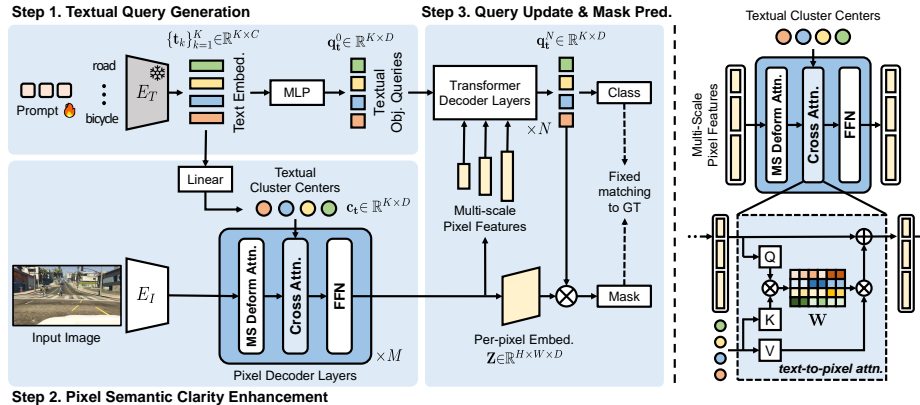 Step 1. Textual Query Generation
{t_k}^K_{k=1}∈ℝ^{K×C}
q_t^0∈ℝ^{K×D}
road
⋮
bicycle
Prompt
E_T
Text Embed.
MLP
Textual
Obj. Queries
Linear
Textual
Cluster Centers
c_t∈ℝ^{K×D}
Input Image
E_I
MS Deform Attn.
Cross Attn.
FFN
×M
Pixel Decoder Layers
Step 2. Pixel Semantic Clarity Enhancement
Step 3. Query Update & Mask Pred.
q_t^N∈ℝ^{K×D}
Transformer
Decoder Layers
×N
Class
Multi-scale
Pixel Features
Fixed
matching
to GT
Mask
Per-pixel Embed.
Z∈ℝ^{H×W×D}
Textual Cluster Centers
Multi-Scale
Pixel Features
MS Deform Attn.
Cross Attn.
FFN
Q
K
V
W
text-to-pixel attn.